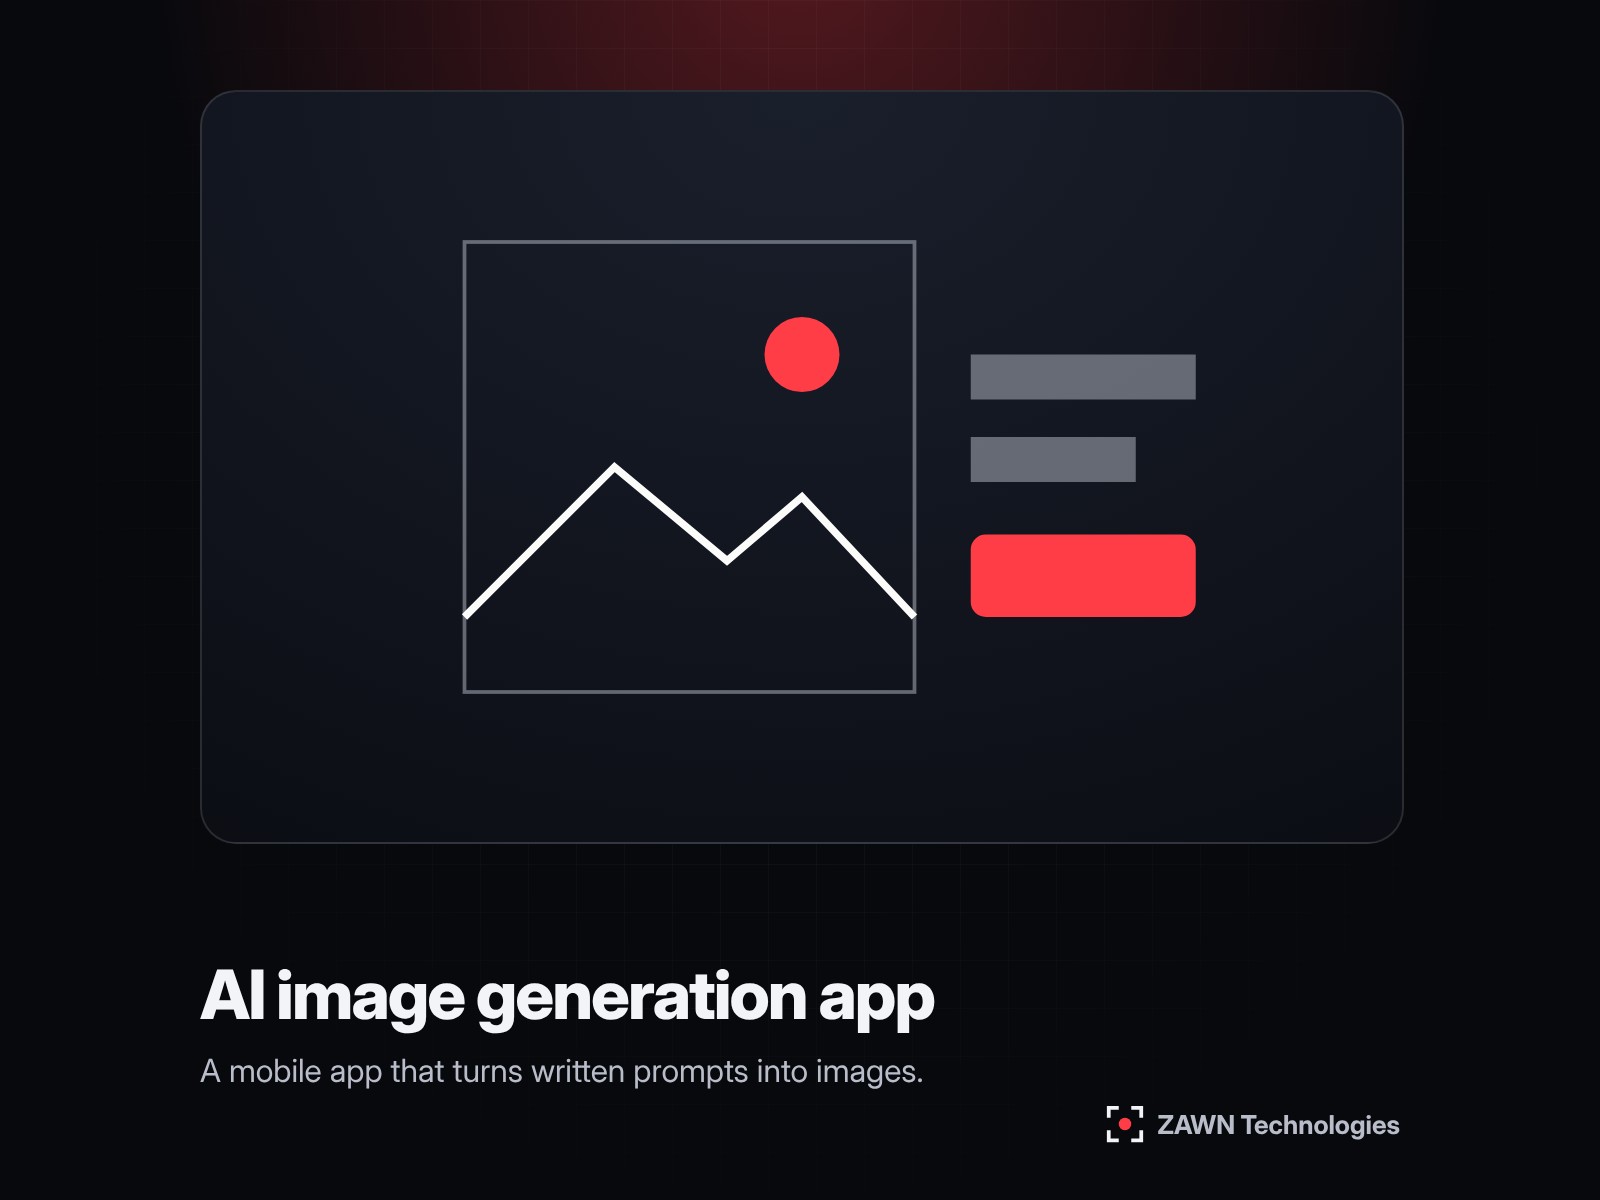 AI image generation app
A mobile app that turns written prompts into images.
ZAWN Technologies